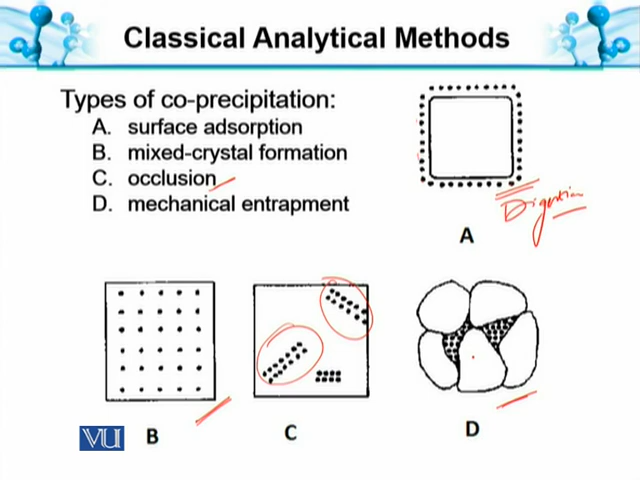 Classical Analytical Methods
Types of co-precipitation:
A. surface adsorption
B. mixed-crystal formation
C. occlusion
D. mechanical entrapment
Digestion
A
B
C
D
VU